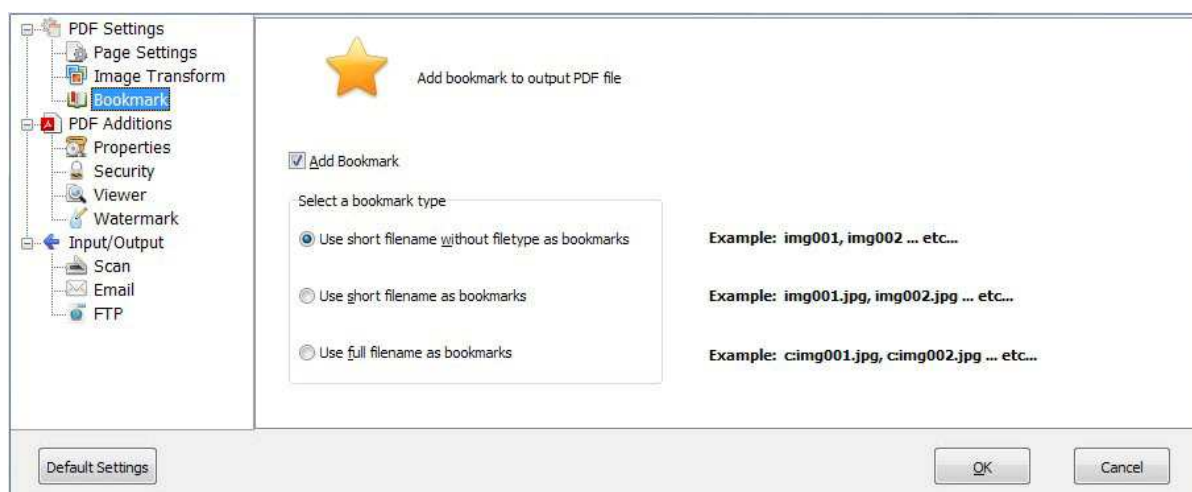 PDF Settings
Page Settings
Image Transform
Bookmark
PDF Additions
Properties
Security
Viewer
Watermark
Input/Output
Scan
Email
FTP
Add bookmark to output PDF file
Add Bookmark
Select a bookmark type
Use short filename without filetype as bookmarks
Example: img001, img002 ... etc...
Use short filename as bookmarks
Example: img001.jpg, img002.jpg ... etc...
Use full filename as bookmarks
Example: c:img001.jpg, c:img002.jpg ... etc...
Default Settings
OK
Cancel